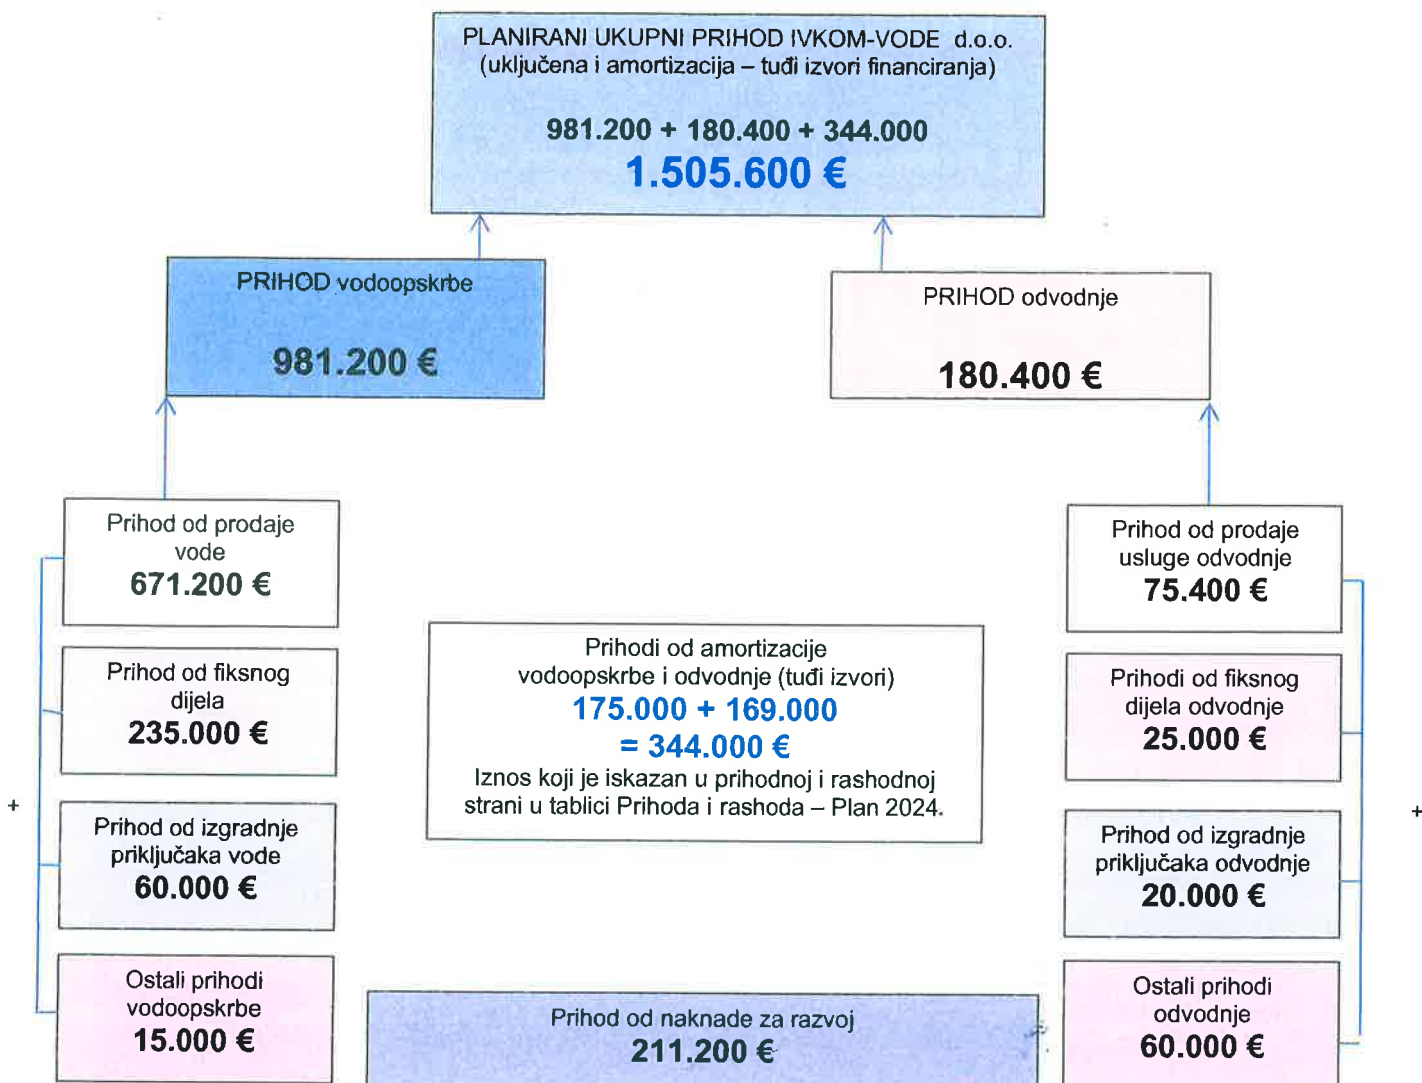 PLANIRANI UKUPNI PRIHOD IVKOM-VODE d.o.o.
(uključena i amortizacija – tuđi izvori financiranja)
981.200 + 180.400 + 344.000
1.505.600 €
PRIHOD vodoopskrbe
981.200 €
PRIHOD odvodnje
180.400 €
Prihod od prodaje
vode
671.200 €
Prihod od fiksnog
dijela
235.000 €
+
Prihod od izgradnje
priključaka vode
60.000 €
Ostali prihodi
vodoopskrbe
15.000 €
Prihodi od amortizacije
vodoopskrbe i odvodnje (tuđi izvori)
175.000 + 169.000
= 344.000 €
Iznos koji je iskazan u prihodnoj i rashodnoj
strani u tablici Prihoda i rashoda – Plan 2024.
Prihod od naknade za razvoj
211.200 €
Prihod od prodaje
usluge odvodnje
75.400 €
Prihodi od fiksnog
dijela odvodnje
25.000 €
+
Prihod od izgradnje
priključaka odvodnje
20.000 €
Ostali prihodi
odvodnje
60.000 €